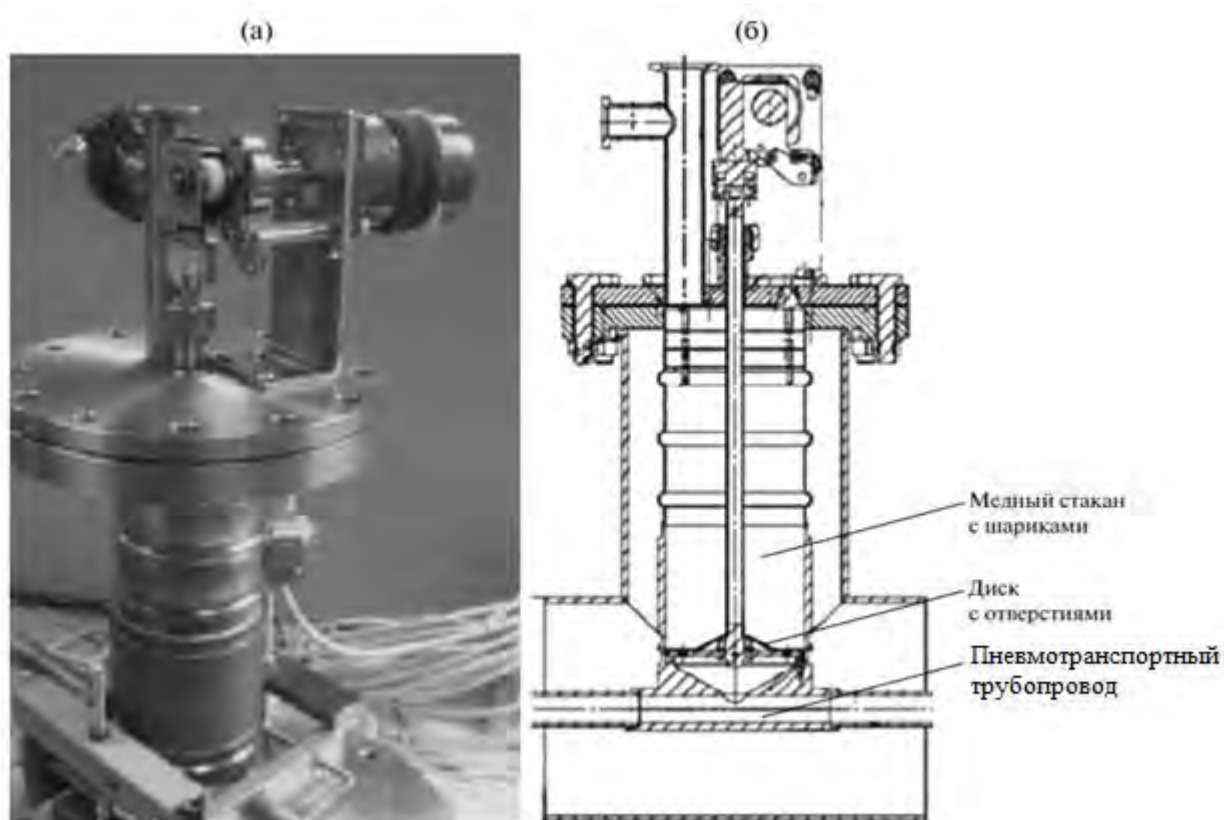 (а)
(б)
Медный стакан
с шариками
Диск
с отверстиями
Пневмотранспортный
трубопровод